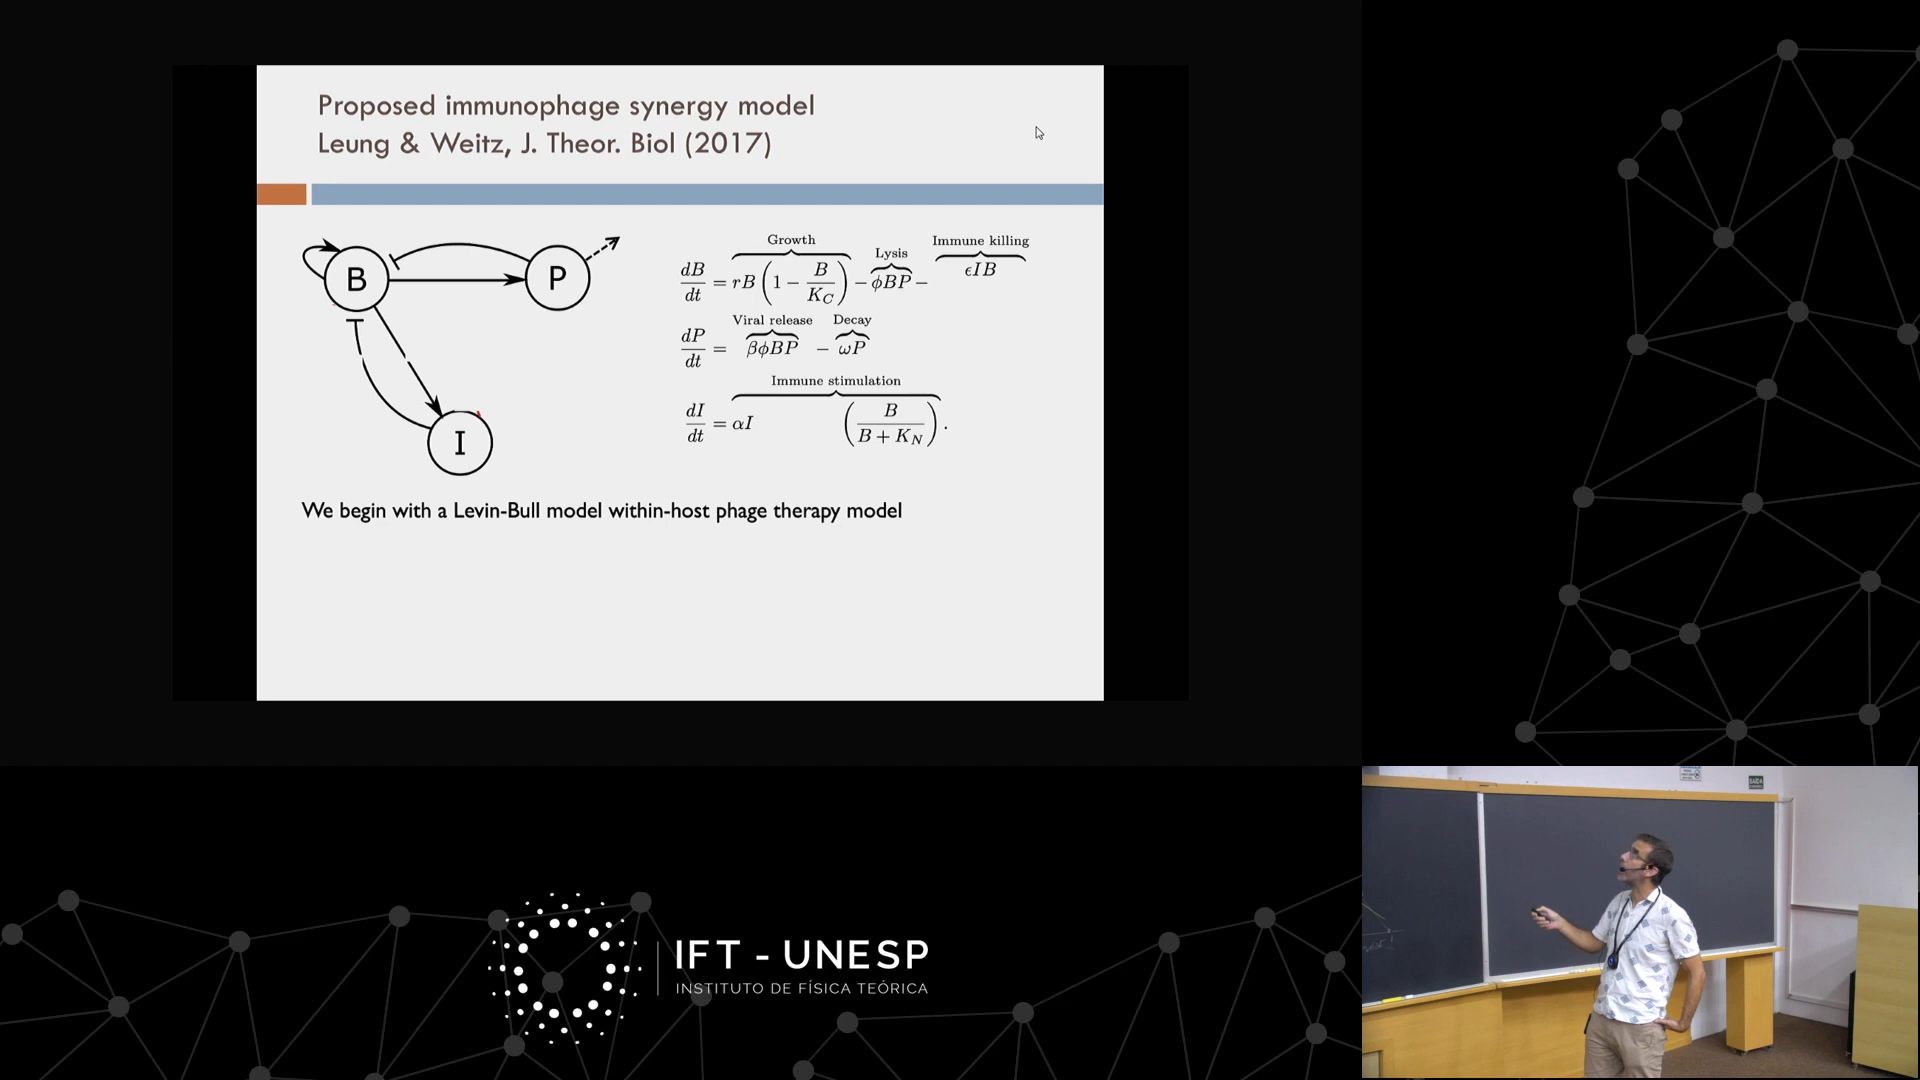 Proposed immunophage synergy model
Leung & Weitz, J. Theor. Biol (2017)
B
P
I
Growth
Lysis
Immune killing
dB/dt = rB (1 − B/K_C) − ϕBP − ϵIB
Viral release
Decay
dP/dt = βϕBP − ωP
Immune stimulation
dI/dt = αI (B/(B + K_N)).
We begin with a Levin-Bull model within-host phage therapy model
IFT - UNESP
INSTITUTO DE FÍSICA TEÓRICA